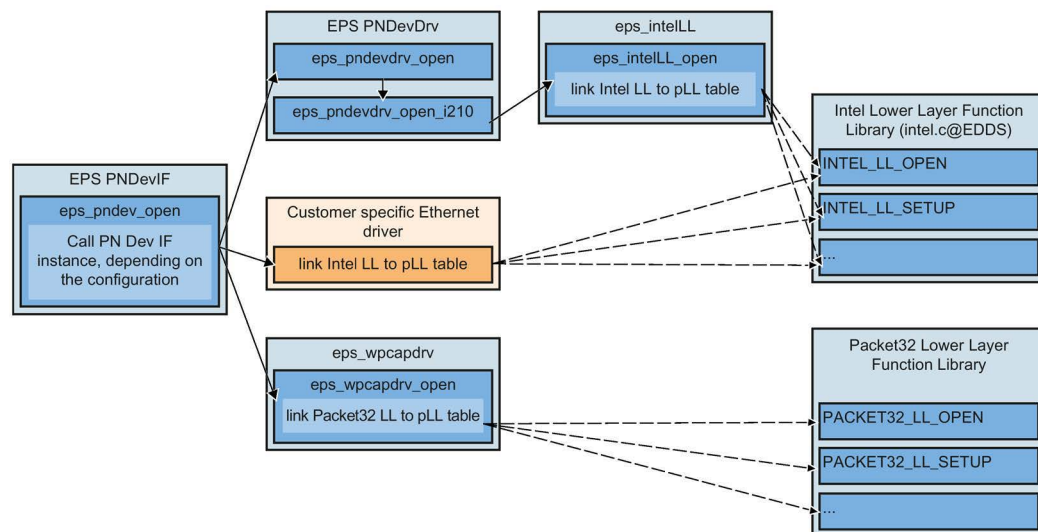 EPS PNDevIF
eps_pndev_open
Call PN Dev IF
instance, depending on
the configuration
EPS PNDevDrv
eps_pndevdrv_open
eps_pndevdrv_open_i210
eps_intelLL
eps_intelLL_open
link Intel LL to pLL table
Customer specific Ethernet
driver
link Intel LL to pLL table
eps_wpcapdrv
eps_wpcapdrv_open
link Packet32 LL to pLL table
Intel Lower Layer Function
Library (intel.c@EDDS)
INTEL_LL_OPEN
INTEL_LL_SETUP
...
Packet32 Lower Layer
Function Library
PACKET32_LL_OPEN
PACKET32_LL_SETUP
...